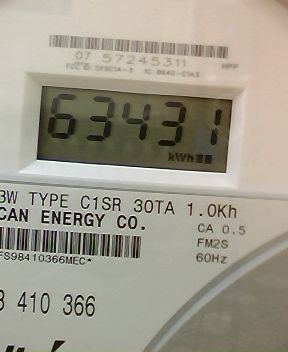 07 57245311
63431
kWh
3W TYPE C1SR 30TA 1.0Kh
CAN ENERGY CO.
CA 0.5
FM2S
60Hz
FS98410366MEC*
3 410 366